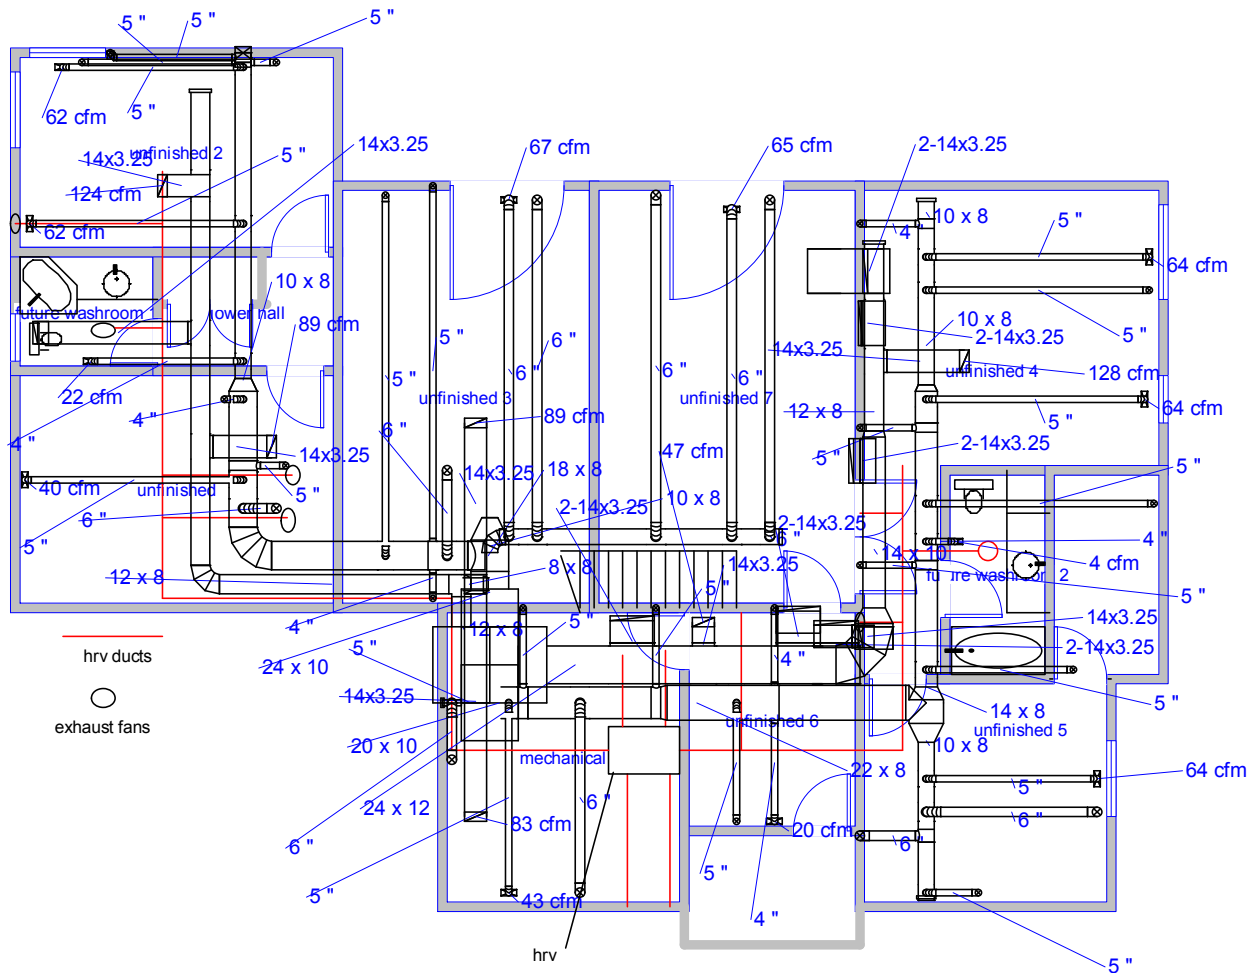 5 "
5 "
5 "
62 cfm
5 "
14x3.25
unfinished 2
124 cfm
5 "
14x3.25
67 cfm
65 cfm
2-14x3.25
62 cfm
10 x 8
4 "
5 "
64 cfm
10 x 8
future washroom
lower hall
89 cfm
5 "
6 "
10 x 8
2-14x3.25
5 "
14x3.25
unfinished 4
128 cfm
22 cfm
4 "
5 "
6 "
6 "
6 "
unfinished 3
unfinished 7
12 x 8
64 cfm
5 "
89 cfm
4 "
6 "
14x3.25
47 cfm
5 "
2-14x3.25
5 "
40 cfm
unfinished
5 "
14x3.25
18 x 8
2-14x3.25
10 x 8
6 "
5 "
2-14x3.25
6 "
4 "
14 x 10
4 cfm
12 x 8
8 x 8
14x3.25
5 "
future washroom 2
5 "
4 "
12 x 8
5 "
14x3.25
hrv ducts
24 x 10
5 "
4 "
2-14x3.25
14x3.25
5 "
exhaust fans
20 x 10
unfinished 6
14 x 8
unfinished 5
10 x 8
mechanical
22 x 8
64 cfm
5 "
24 x 12
6 "
83 cfm
20 cfm
6 "
6 "
6 "
5 "
43 cfm
5 "
4 "
hrv
5 "